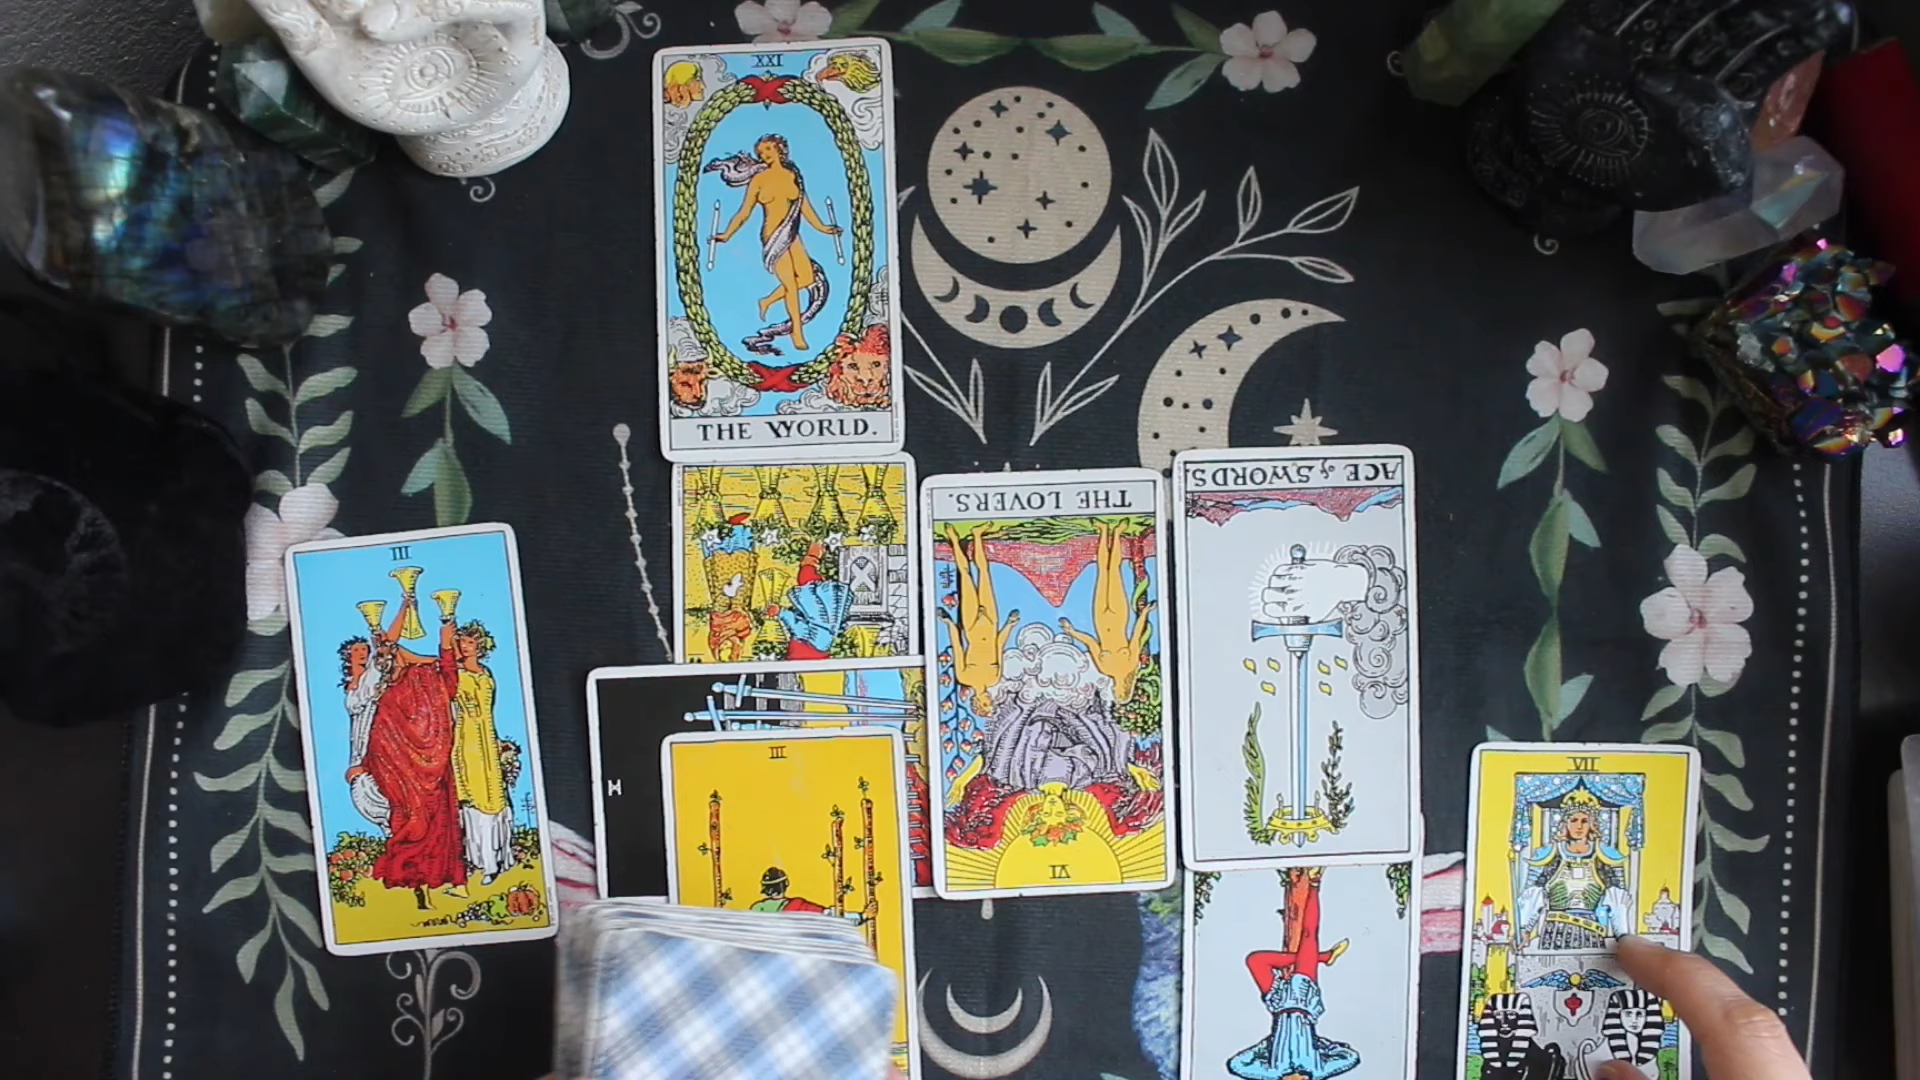 XXI
THE WORLD.
ACE of SWORDS.
THE LOVERS.
III
X
III
VII
VI